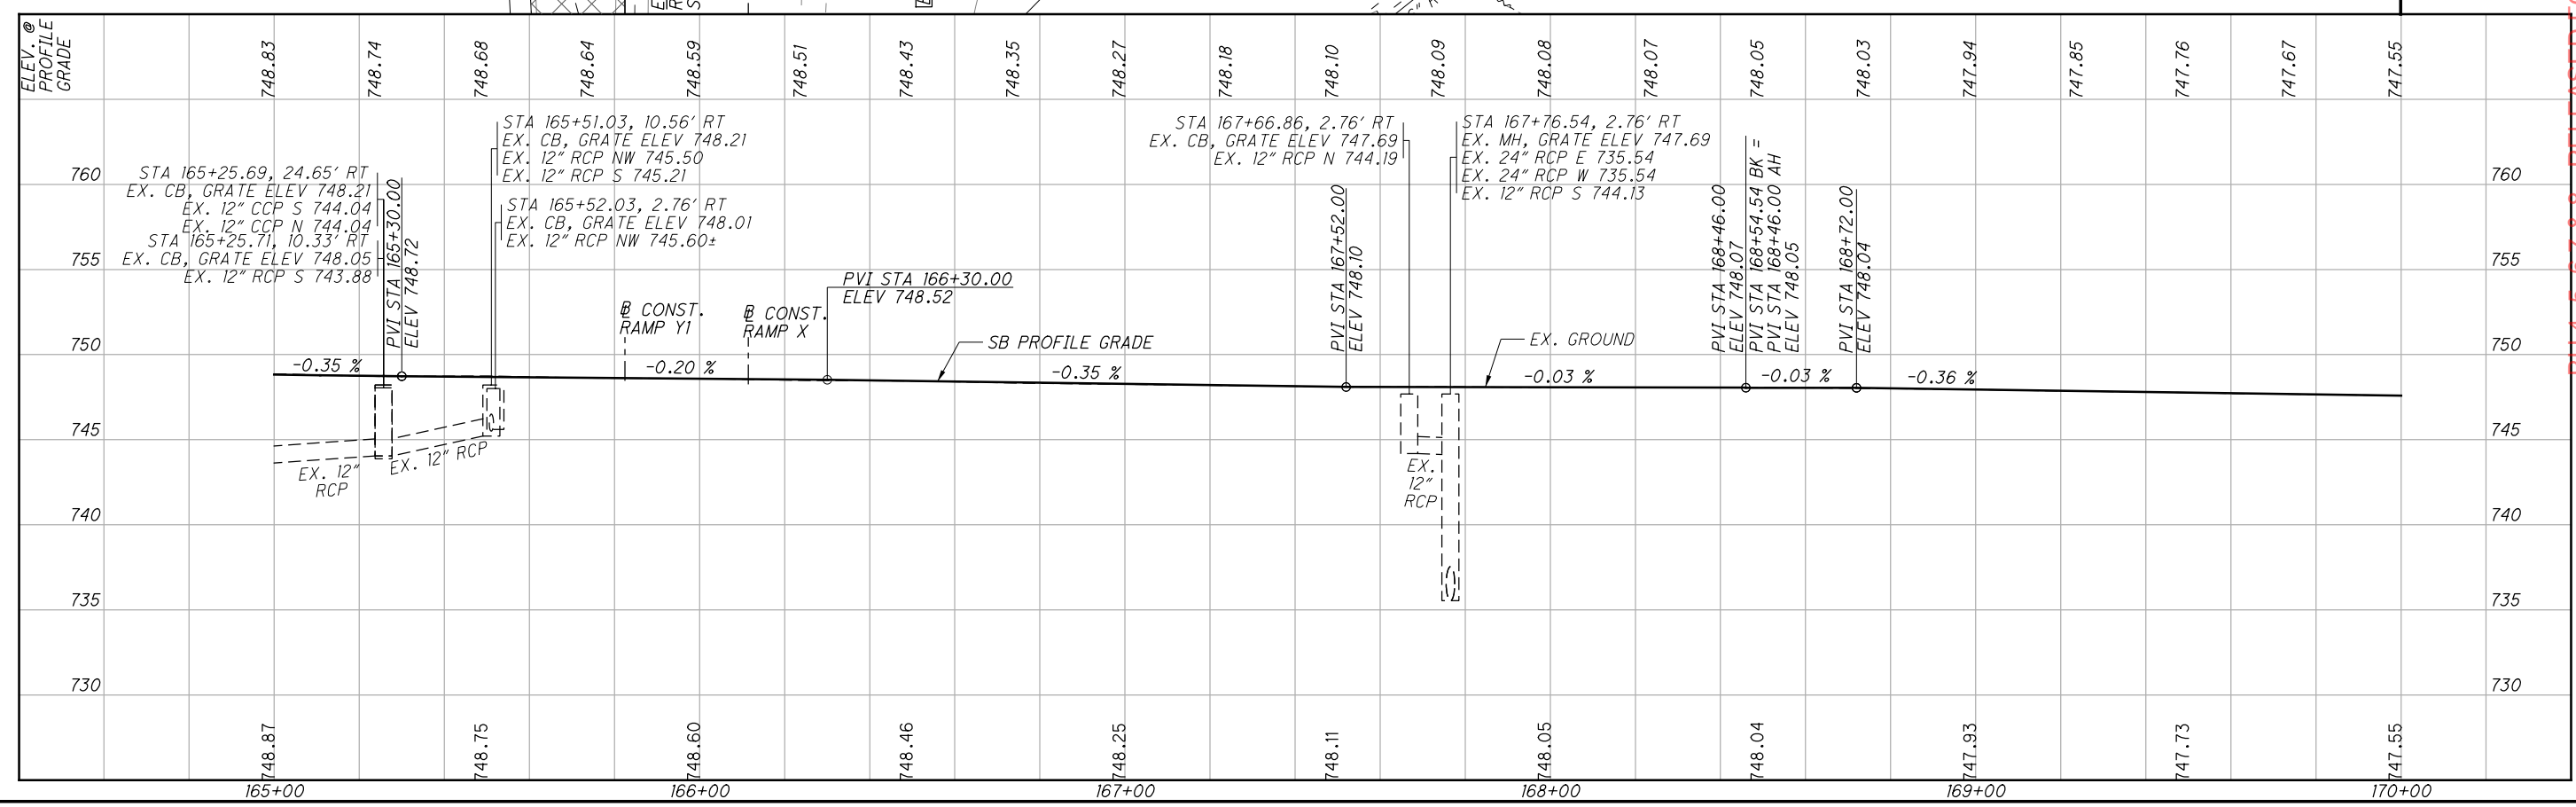 ELEV. @
PROFILE
GRADE
748.83 748.74 748.68 748.64 748.59 748.51 748.43 748.35 748.27 748.18 748.10 748.09 748.08 748.07 748.05 748.03 747.94 747.85 747.76 747.67 747.55
STA 165+25.69, 24.65' RT
EX. CB, GRATE ELEV 748.21
EX. 12" CCP S 744.04
EX. 12" CCP N 744.04
STA 165+25.71, 10.33' RT
EX. CB, GRATE ELEV 748.05
EX. 12" RCP S 743.88
PVI STA 165+30.00
ELEV 748.72
STA 165+51.03, 10.56' RT
EX. CB, GRATE ELEV 748.21
EX. 12" RCP NW 745.50
EX. 12" RCP S 745.21
STA 165+52.03, 2.76' RT
EX. CB, GRATE ELEV 748.01
EX. 12" RCP NW 745.60±
CONST.
RAMP Y1
CONST.
RAMP X
PVI STA 166+30.00
ELEV 748.52
SB PROFILE GRADE
STA 167+66.86, 2.76' RT
EX. CB, GRATE ELEV 747.69
EX. 12" RCP N 744.19
STA 167+76.54, 2.76' RT
EX. MH, GRATE ELEV 747.69
EX. 24" RCP E 735.54
EX. 24" RCP W 735.54
EX. 12" RCP S 744.13
PVI STA 167+52.00
ELEV 748.10
EX. GROUND
PVI STA 168+46.00
ELEV 748.07
PVI STA 168+54.54 BK =
PVI STA 168+46.00 AH
ELEV 748.05
PVI STA 168+72.00
ELEV 748.04
-0.35 % -0.20 % -0.35 % -0.03 % -0.03 % -0.36 %
EX. 12"
RCP
EX. 12" RCP
EX.
12"
RCP
760 760
755 755
750 750
745 745
740 740
735 735
730 730
748.87 748.75 748.60 748.46 748.25 748.11 748.05 748.04 747.93 747.73 747.55
165+00 166+00 167+00 168+00 169+00 170+00